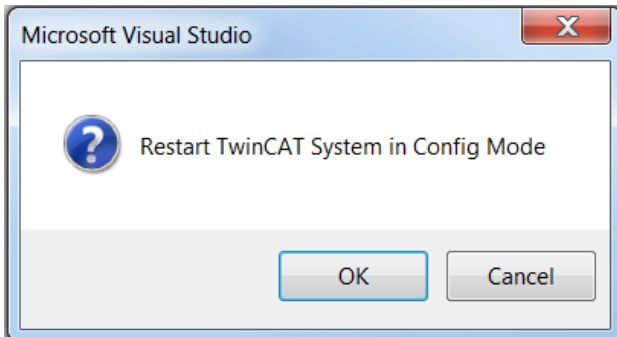 Microsoft Visual Studio
Restart TwinCAT System in Config Mode
OK
Cancel